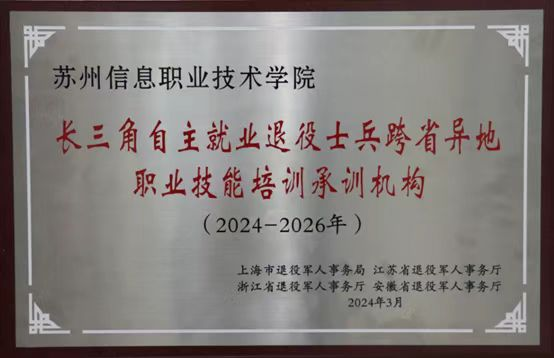 苏州信息职业技术学院
长三角自主就业退役士兵跨省异地
职业技能培训承训机构
（2024-2026年）
上海市退役军人事务局 江苏省退役军人事务厅
浙江省退役军人事务厅 安徽省退役军人事务厅
2024年3月